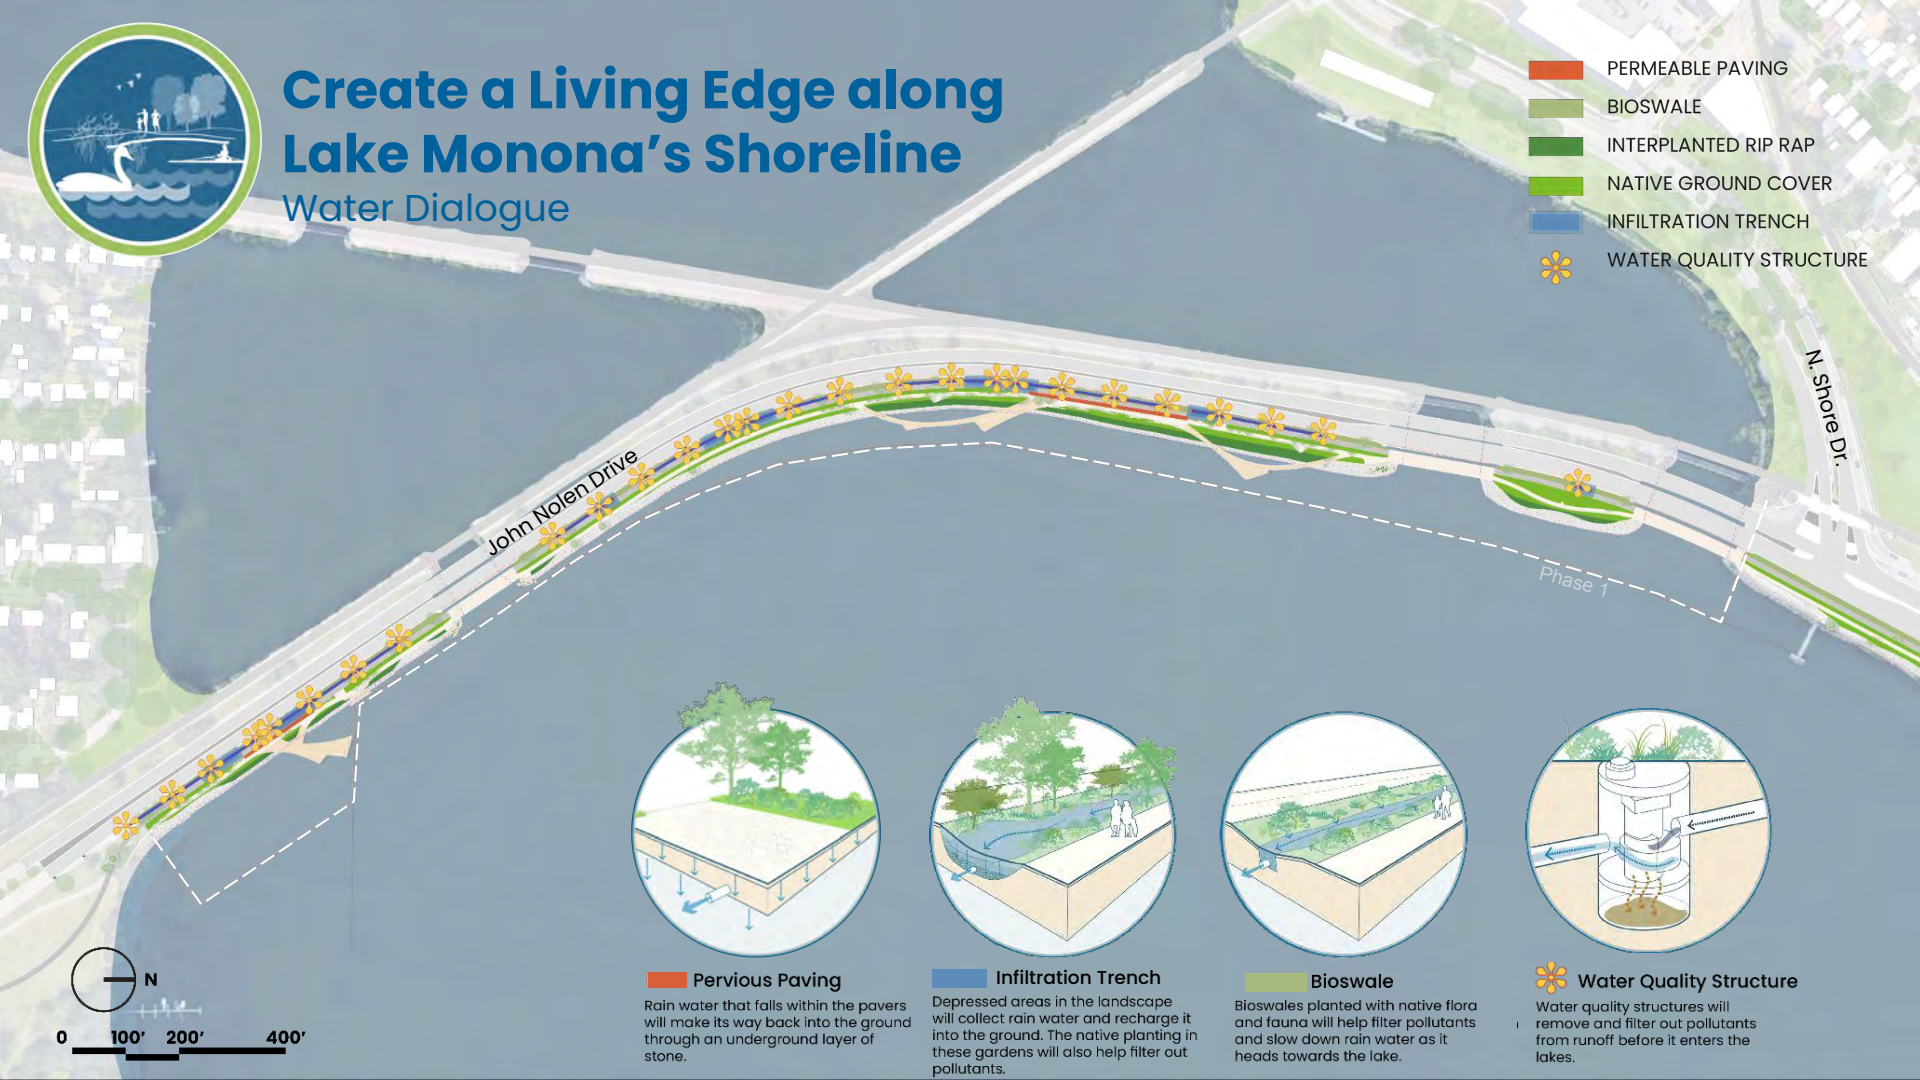 Create a Living Edge along
Lake Monona's Shoreline
Water Dialogue
PERMEABLE PAVING
BIOSWALE
INTERPLANTED RIP RAP
NATIVE GROUND COVER
INFILTRATION TRENCH
WATER QUALITY STRUCTURE
N. Shore Dr.
John Nolen Drive
Phase 1
N
0 100' 200' 400'
Pervious Paving
Rain water that falls within the pavers
will make its way back into the ground
through an underground layer of
stone.
Infiltration Trench
Depressed areas in the landscape
will collect rain water and recharge it
into the ground. The native planting in
these gardens will also help filter out
pollutants.
Bioswale
Bioswales planted with native flora
and fauna will help filter pollutants
and slow down rain water as it
heads towards the lake.
Water Quality Structure
Water quality structures will
remove and filter out pollutants
from runoff before it enters the
lakes.